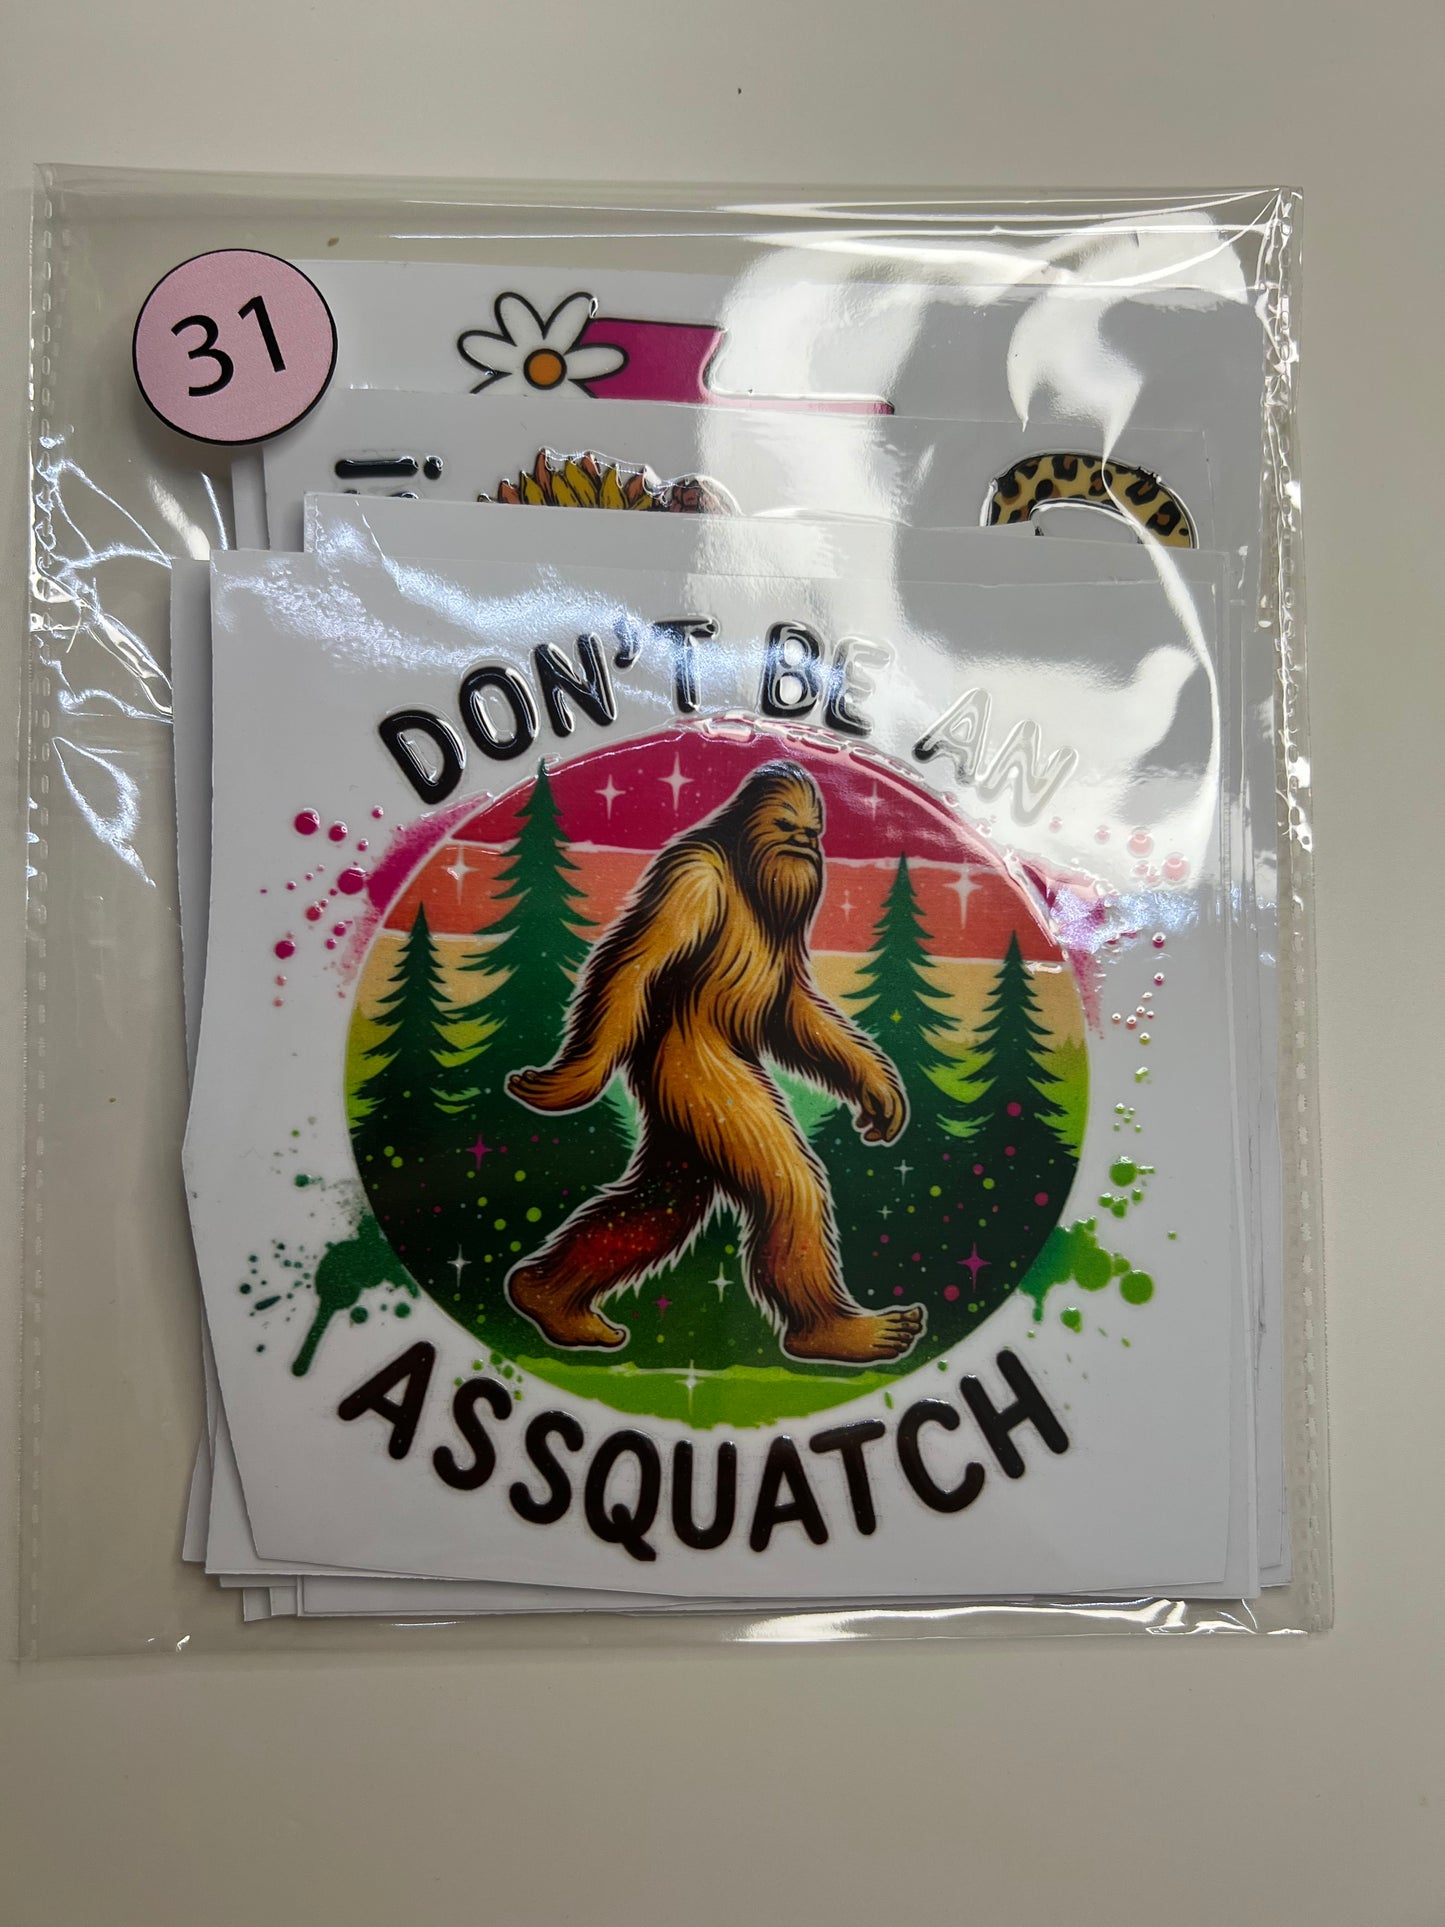 31
DON'T BE AN
ASSQUATCH